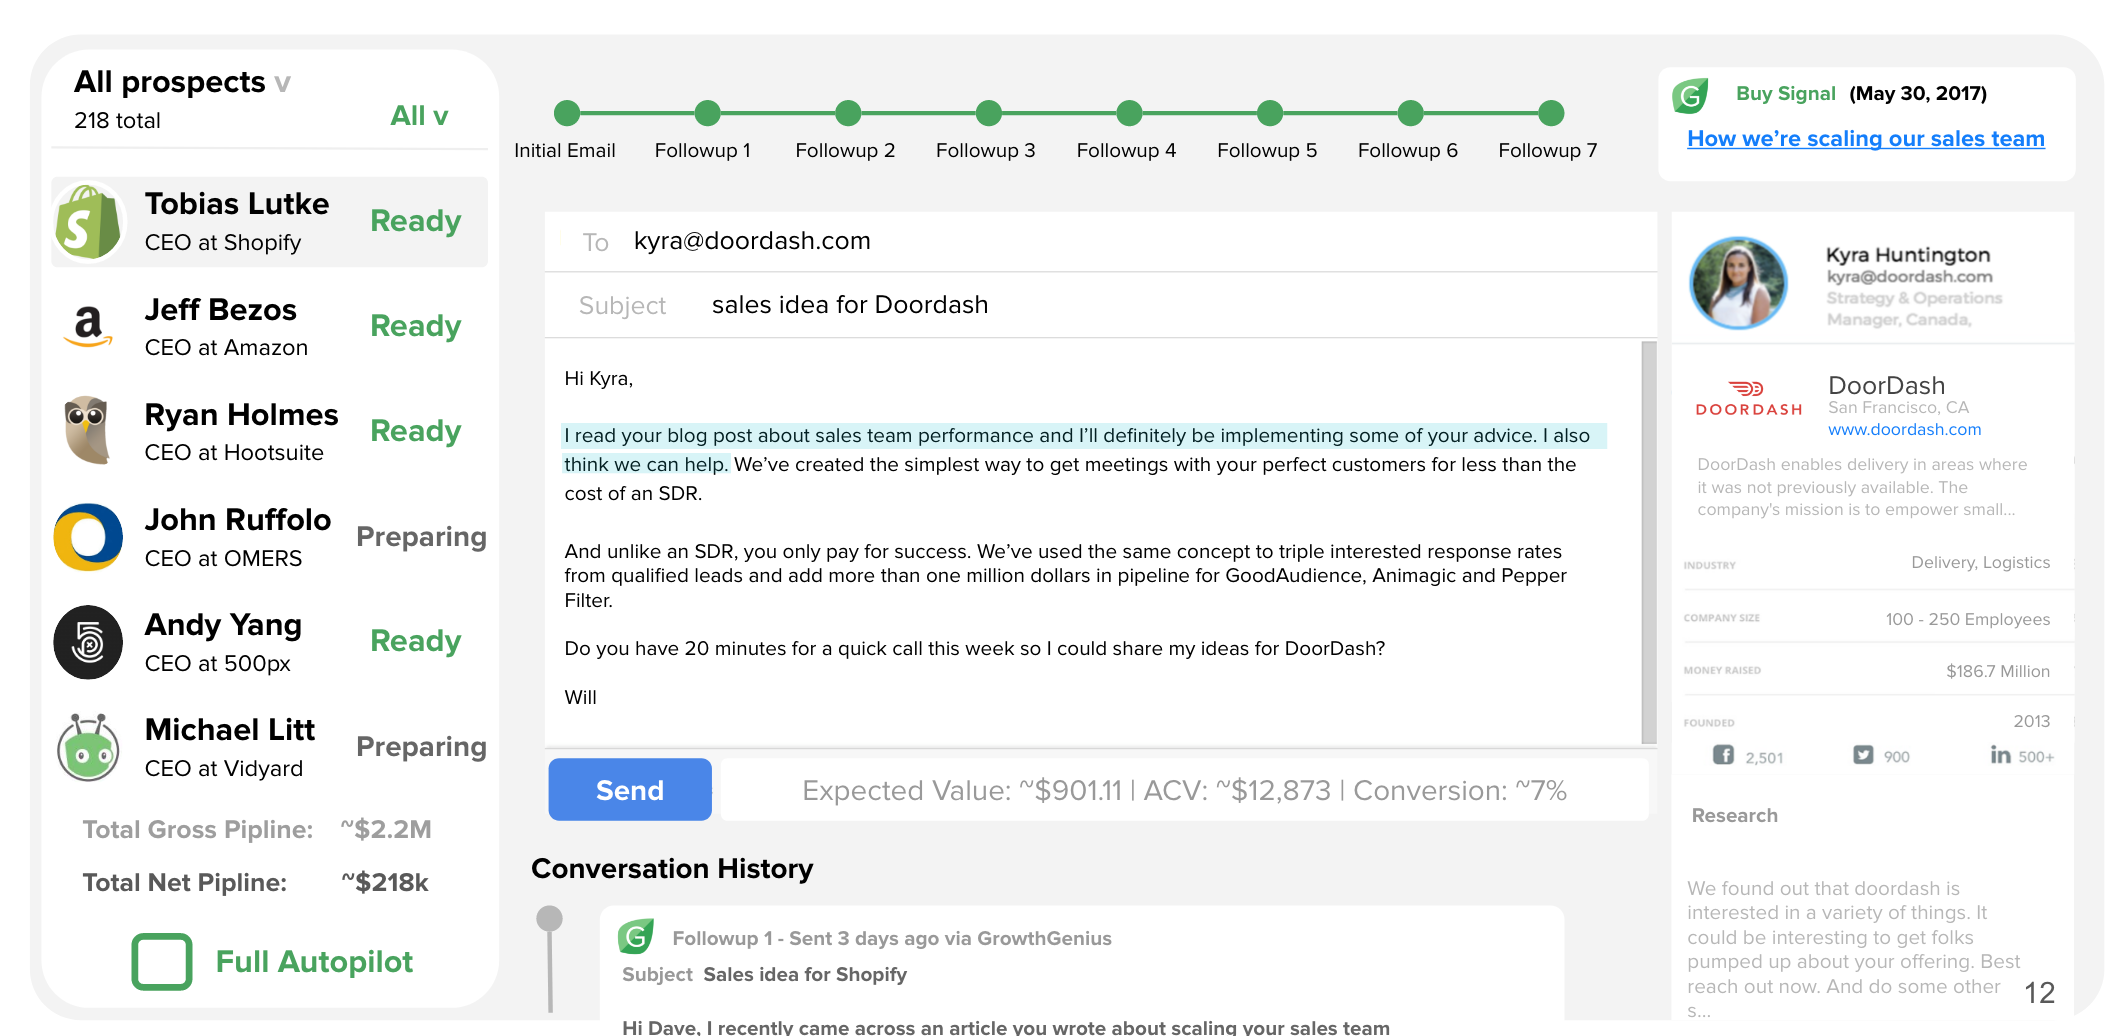 All prospects v
218 total
All v
Tobias Lutke
CEO at Shopify
Ready
a
Jeff Bezos
CEO at Amazon
Ready
Ryan Holmes
CEO at Hootsuite
Ready
John Ruffolo
CEO at OMERS
Preparing
Andy Yang
CEO at 500px
Ready
Michael Litt
CEO at Vidyard
Preparing
Total Gross Pipline: ~$2.2M
Total Net Pipline: ~$218k
Full Autopilot
Initial Email Followup 1 Followup 2 Followup 3 Followup 4 Followup 5 Followup 6 Followup 7
To kyra@doordash.com
Subject sales idea for Doordash
Hi Kyra,
I read your blog post about sales team performance and I’ll definitely be implementing some of your advice. I also
think we can help. We’ve created the simplest way to get meetings with your perfect customers for less than the
cost of an SDR.
And unlike an SDR, you only pay for success. We’ve used the same concept to triple interested response rates
from qualified leads and add more than one million dollars in pipeline for GoodAudience, Animagic and Pepper
Filter.
Do you have 20 minutes for a quick call this week so I could share my ideas for DoorDash?
Will
Send
Expected Value: ~$901.11 | ACV: ~$12,873 | Conversion: ~7%
Conversation History
G
Followup 1 - Sent 3 days ago via GrowthGenius
Subject Sales idea for Shopify
Hi Dave, I recently came across an article you wrote about scaling your sales team
G
Buy Signal (May 30, 2017)
How we’re scaling our sales team
Kyra Huntington
kyra@doordash.com
Strategy & Operations
Manager, Canada,
DOORDASH
DoorDash
San Francisco, CA
www.doordash.com
DoorDash enables delivery in areas where
it was not previously available. The
company's mission is to empower small...
INDUSTRY Delivery, Logistics
COMPANY SIZE 100 - 250 Employees
MONEY RAISED $186.7 Million
FOUNDED 2013
2,501 900 500+
Research
We found out that doordash is
interested in a variety of things. It
could be interesting to get folks
pumped up about your offering. Best
reach out now. And do some other
s...
12